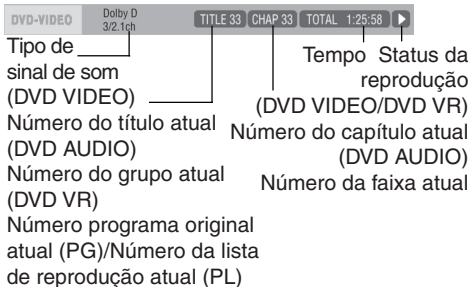 DVD-VIDEO Dolby D TITLE 33 CHAP 33 TOTAL 1:25:58
3/2.1ch
Tipo de
sinal de som
(DVD VIDEO)
Número do título atual
(DVD AUDIO)
Número do grupo atual
(DVD VR)
Número programa original
atual (PG)/Número da lista
de reprodução atual (PL)
Tempo Status da
reprodução
(DVD VIDEO/DVD VR)
Número do capítulo atual
(DVD AUDIO)
Número da faixa atual